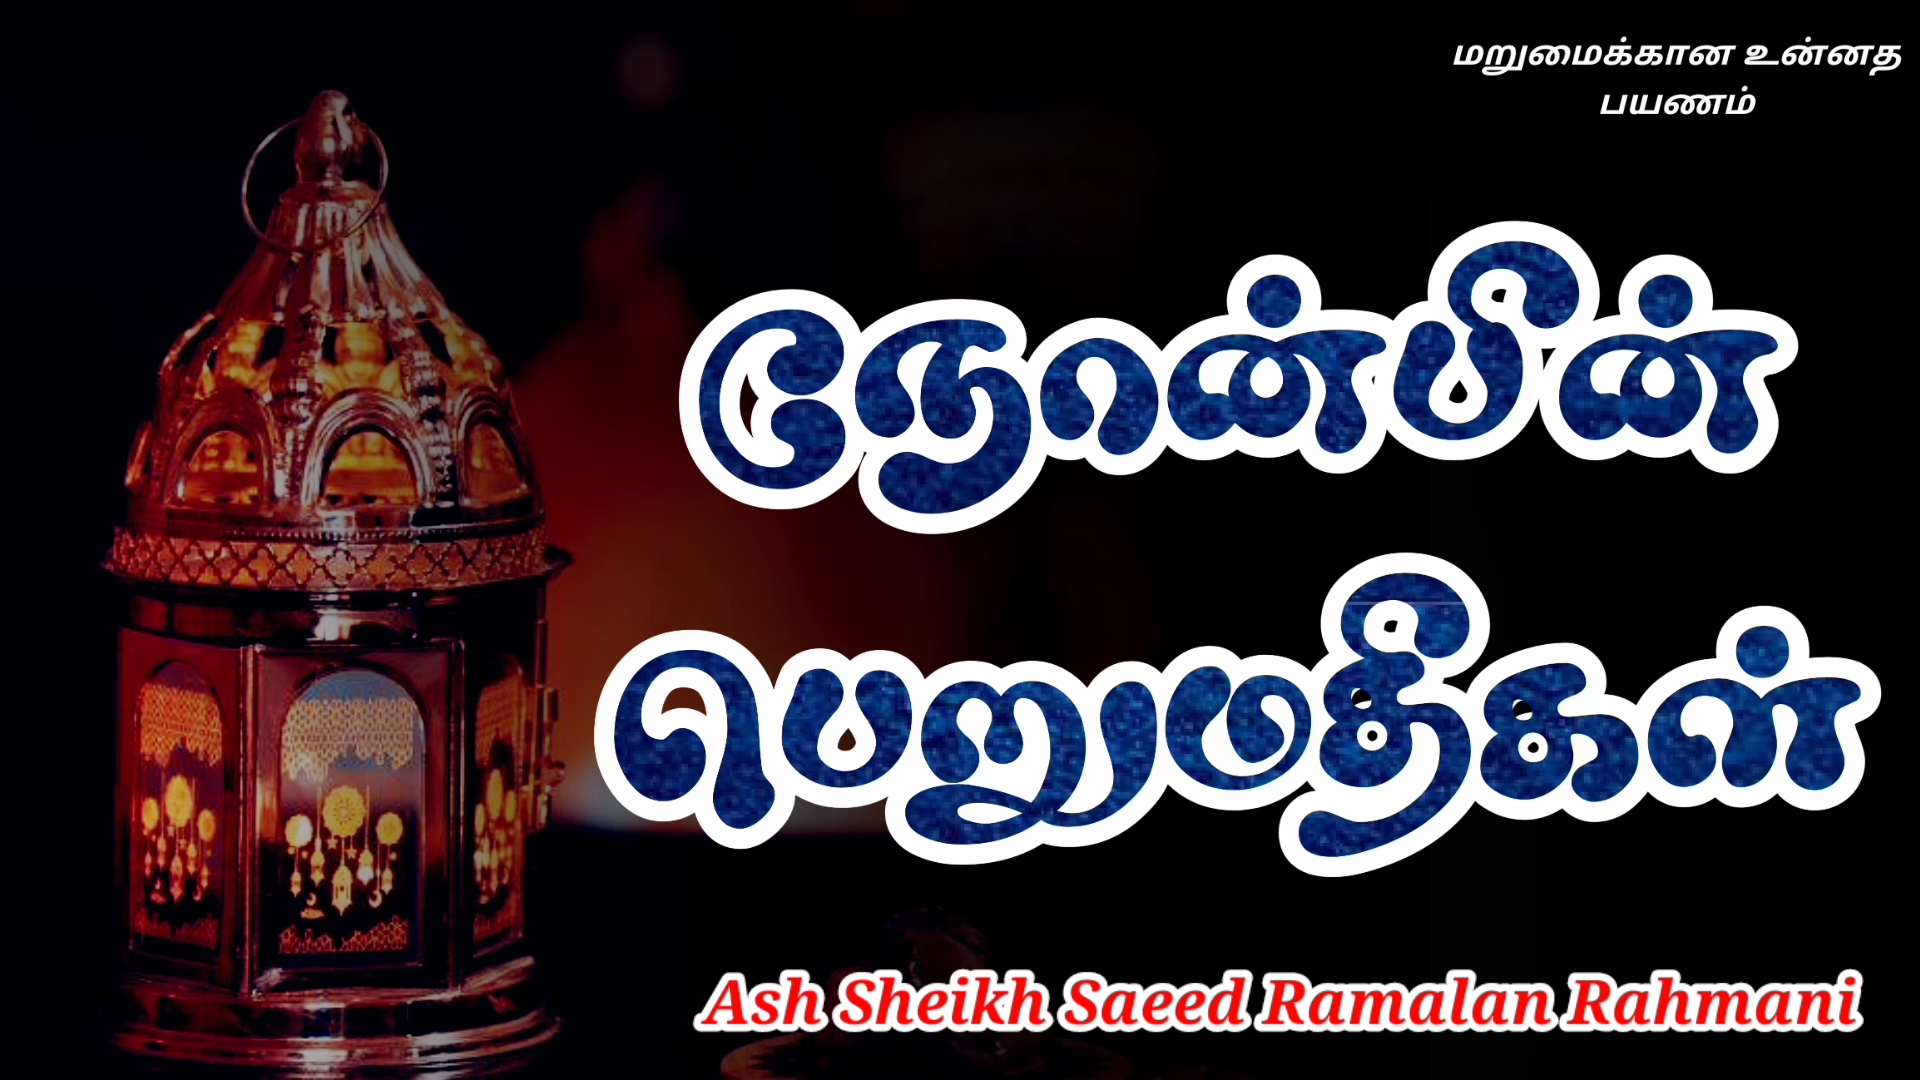 மறுமைக்கான உன்னத
பயணம்
நோன்பின்
பெறுமதிகள்
Ash Sheikh Saeed Ramalan Rahmani